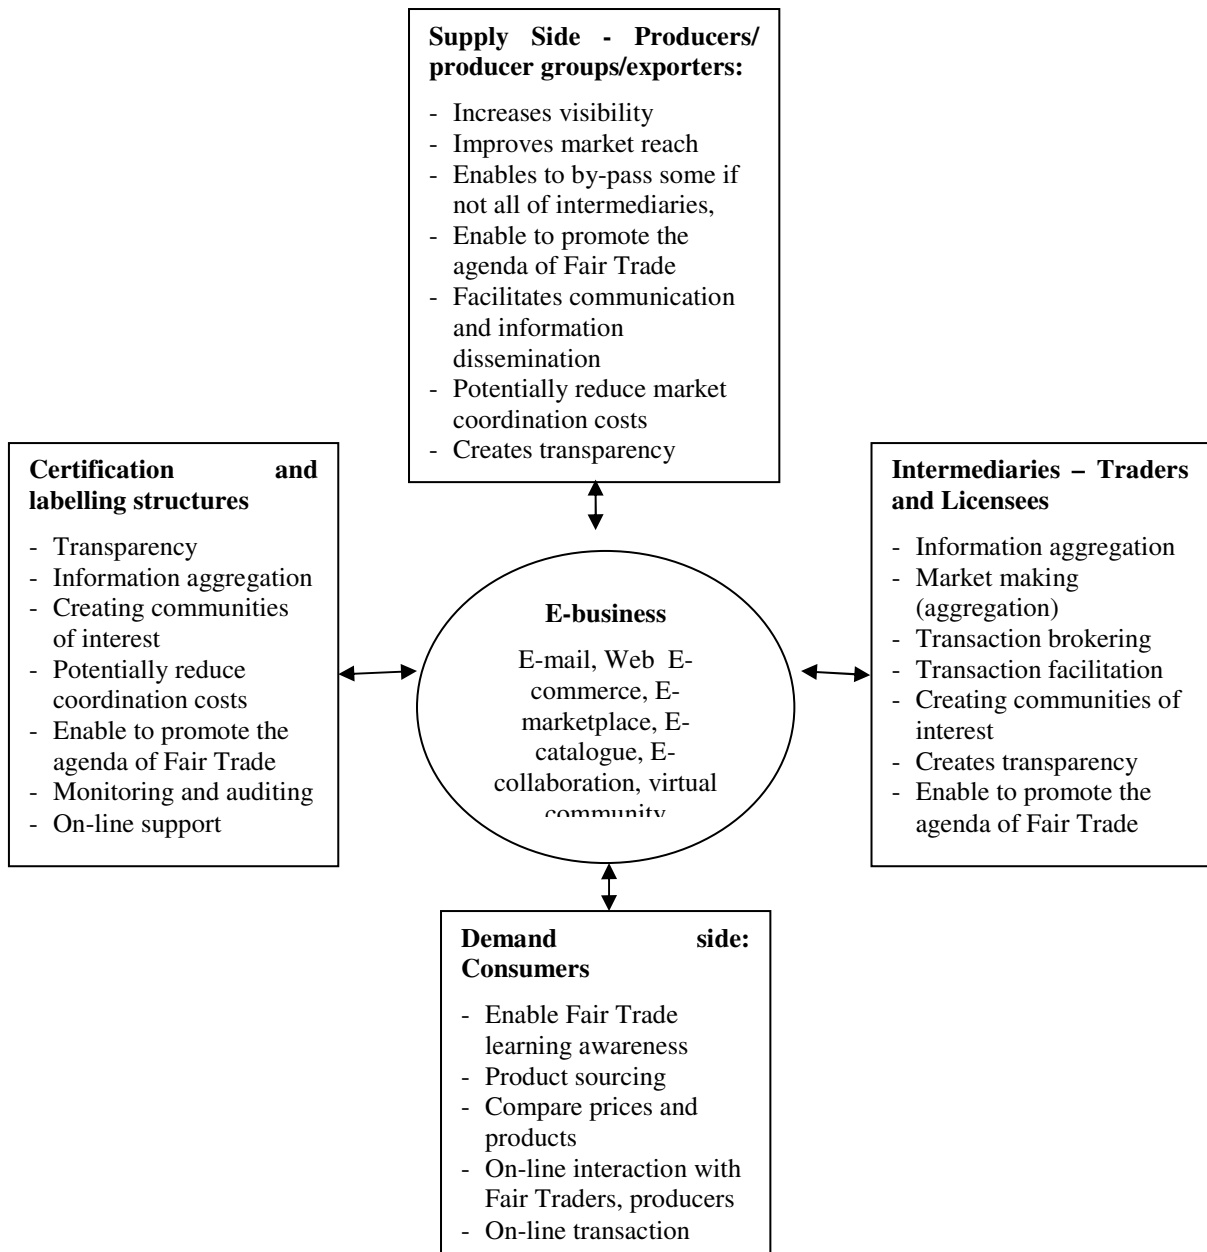 Supply Side - Producers/
producer groups/exporters:
- Increases visibility
- Improves market reach
- Enables to by-pass some if
not all of intermediaries,
- Enable to promote the
agenda of Fair Trade
- Facilitates communication
and information
dissemination
- Potentially reduce market
coordination costs
- Creates transparency
Certification and
labelling structures
- Transparency
- Information aggregation
- Creating communities
of interest
- Potentially reduce
coordination costs
- Enable to promote the
agenda of Fair Trade
- Monitoring and auditing
- On-line support
E-business
E-mail, Web E-
commerce, E-
marketplace, E-
catalogue, E-
collaboration, virtual
community
Intermediaries – Traders
and Licensees
- Information aggregation
- Market making
(aggregation)
- Transaction brokering
- Transaction facilitation
- Creating communities of
interest
- Creates transparency
- Enable to promote the
agenda of Fair Trade
Demand side:
Consumers
- Enable Fair Trade
learning awareness
- Product sourcing
- Compare prices and
products
- On-line interaction with
Fair Traders, producers
- On-line transaction